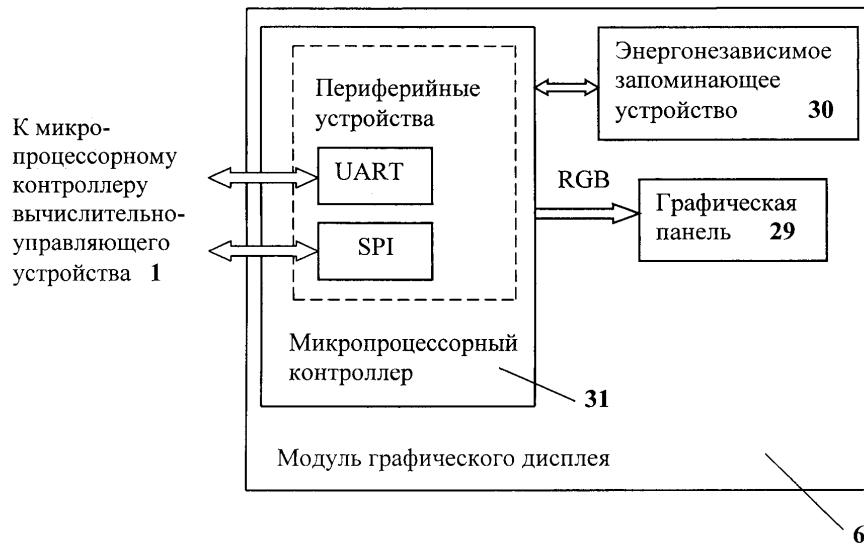 К микро-
процессорному
контроллеру
вычислительно-
управляющего
устройства 1
Периферийные
устройства
UART
SPI
Микропроцессорный
контроллер
31
Энергонезависимое
запоминающее
устройство 30
RGB
Графическая
панель 29
Модуль графического дисплея
6